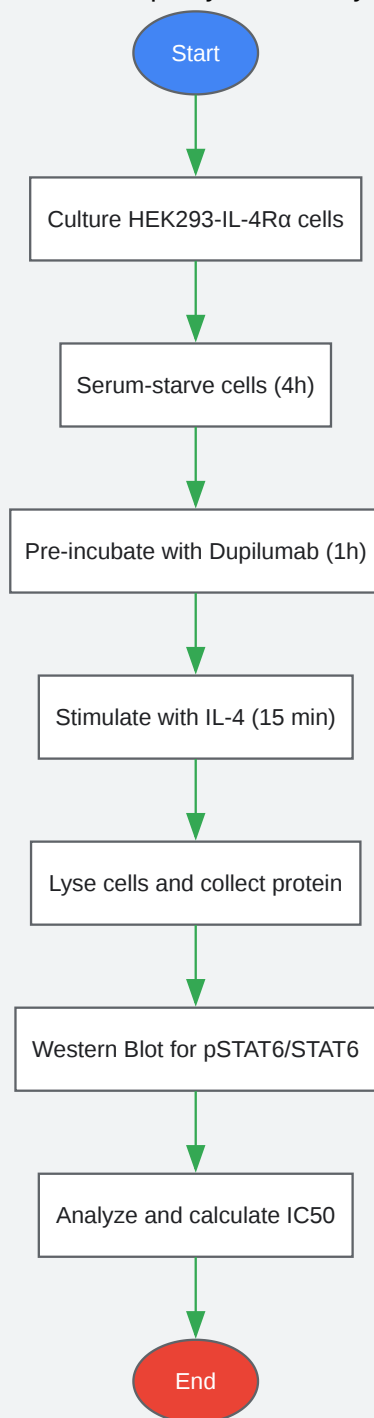 Start
Culture HEK293-IL-4Rα cells
Serum-starve cells (4h)
Pre-incubate with Dupilumab (1h)
Stimulate with IL-4 (15 min)
Lyse cells and collect protein
Western Blot for pSTAT6/STAT6
Analyze and calculate IC50
End